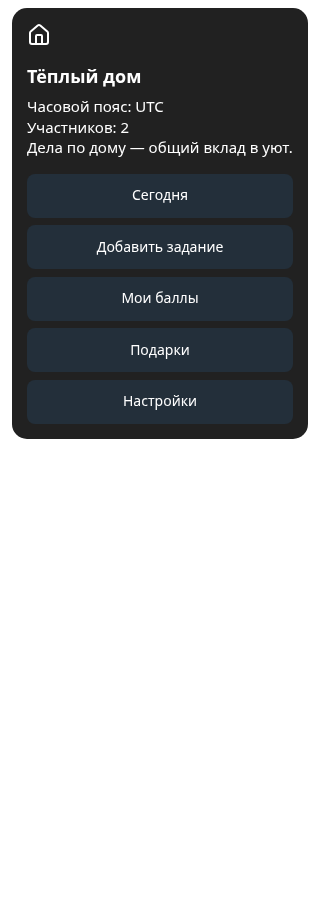 Тёплый дом
Часовой пояс: UTC
Участников: 2
Дела по дому — общий вклад в уют.
Сегодня
Добавить задание
Мои баллы
Подарки
Настройки